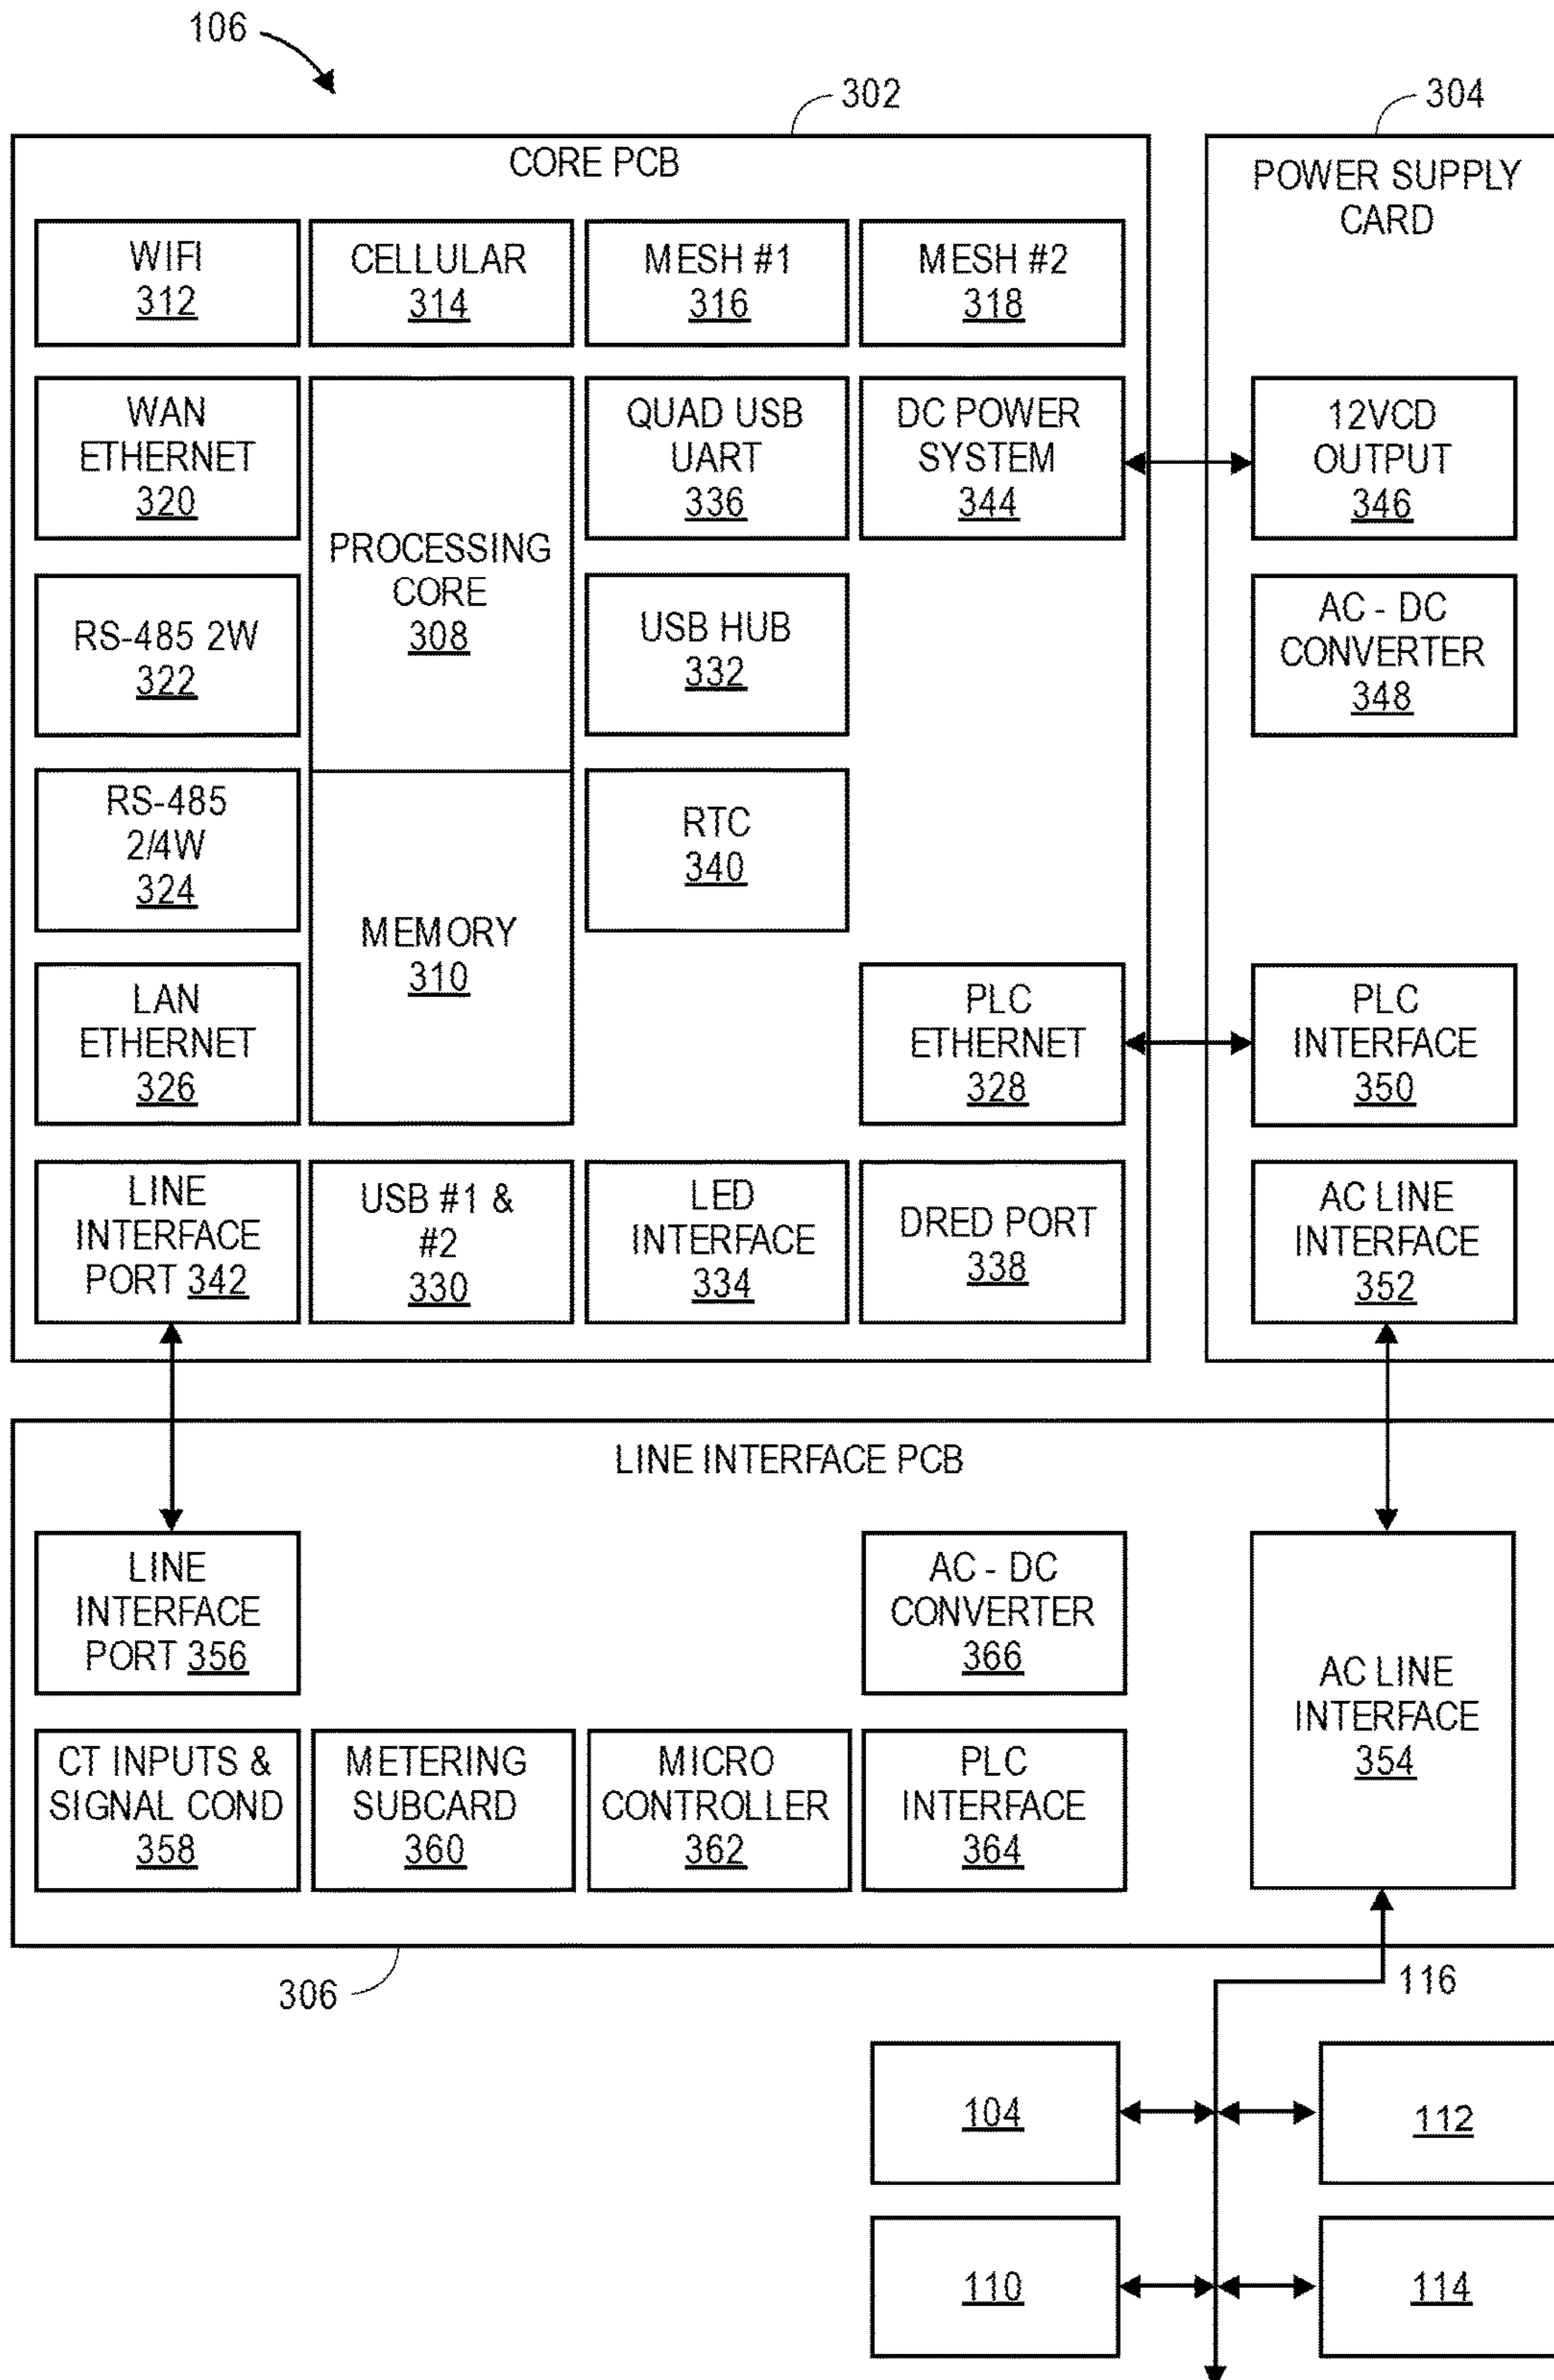 106
302
304
CORE PCB
POWER SUPPLY
CARD
WIFI
312
CELLULAR
314
MESH #1
316
MESH #2
318
WAN
ETHERNET
320
PROCESSING
CORE
308
QUAD USB
UART
336
DC POWER
SYSTEM
344
12VCD
OUTPUT
346
RS-485 2W
322
USB HUB
332
AC - DC
CONVERTER
348
RS-485
2/4W
324
MEMORY
310
RTC
340
LAN
ETHERNET
326
PLC
ETHERNET
328
PLC
INTERFACE
350
LINE
INTERFACE
PORT 342
USB #1 &
#2
330
LED
INTERFACE
334
DRED PORT
338
AC LINE
INTERFACE
352
LINE INTERFACE PCB
LINE
INTERFACE
PORT 356
AC - DC
CONVERTER
366
AC LINE
INTERFACE
354
CT INPUTS &
SIGNAL COND
358
METERING
SUBCARD
360
MICRO
CONTROLLER
362
PLC
INTERFACE
364
306
116
104
112
110
114